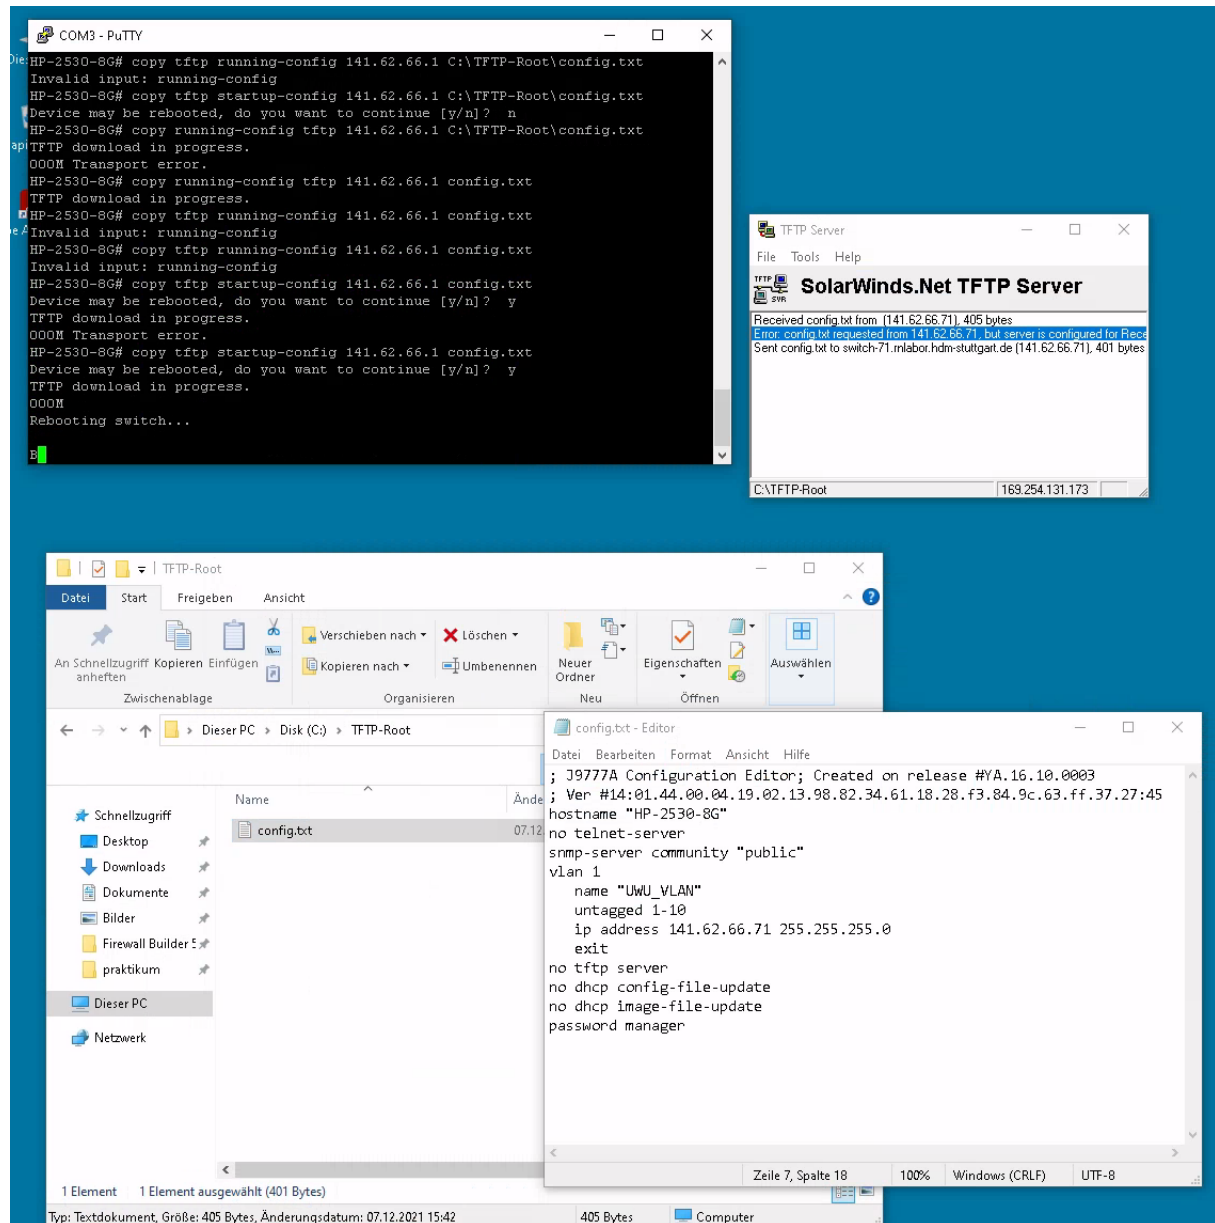 COM3 - PuTTY
HP-2530-8G# copy tftp running-config 141.62.66.1 C:\TFTP-Root\config.txt
Invalid input: running-config
HP-2530-8G# copy tftp startup-config 141.62.66.1 C:\TFTP-Root\config.txt
Device may be rebooted, do you want to continue [y/n]?  n
HP-2530-8G# copy running-config tftp 141.62.66.1 C:\TFTP-Root\config.txt
TFTP download in progress.
000M Transport error.
HP-2530-8G# copy running-config tftp 141.62.66.1 config.txt
TFTP download in progress.
HP-2530-8G# copy tftp running-config 141.62.66.1 config.txt
Invalid input: running-config
HP-2530-8G# copy tftp running-config 141.62.66.1 config.txt
Invalid input: running-config
HP-2530-8G# copy tftp startup-config 141.62.66.1 config.txt
Device may be rebooted, do you want to continue [y/n]?  y
TFTP download in progress.
000M Transport error.
HP-2530-8G# copy tftp startup-config 141.62.66.1 config.txt
Device may be rebooted, do you want to continue [y/n]?  y
TFTP download in progress.
000M
Rebooting switch...
B
TFTP Server
File Tools Help
TFTP SVR
SolarWinds.Net TFTP Server
Received config.txt from (141.62.66.71), 405 bytes
Error: config.txt requested from 141.62.66.71, but server is configured for Rece
Sent config.txt to switch-71.rnlabor.hdm-stuttgart.de (141.62.66.71), 401 bytes
C:\TFTP-Root 169.254.131.173
TFTP-Root
Datei Start Freigeben Ansicht
An Schnellzugriff anheften
Kopieren
Einfügen
Verschieben nach
Kopieren nach
Löschen
Umbenennen
Neuer Ordner
Eigenschaften
Auswählen
Zwischenablage Organisieren Neu Öffnen
Dieser PC > Disk (C:) > TFTP-Root
Name Ände
config.txt 07.12
Schnellzugriff
Desktop
Downloads
Dokumente
Bilder
Firewall Builder 5
praktikum
Dieser PC
Netzwerk
1 Element 1 Element ausgewählt (401 Bytes)
Typ: Textdokument, Größe: 405 Bytes, Änderungsdatum: 07.12.2021 15:42 405 Bytes Computer
config.txt - Editor
Datei Bearbeiten Format Ansicht Hilfe
; J9777A Configuration Editor; Created on release #YA.16.10.0003
; Ver #14:01.44.00.04.19.02.13.98.82.34.61.18.28.f3.84.9c.63.ff.37.27:45
hostname "HP-2530-8G"
no telnet-server
snmp-server community "public"
vlan 1
name "UWU_VLAN"
untagged 1-10
ip address 141.62.66.71 255.255.255.0
exit
no tftp server
no dhcp config-file-update
no dhcp image-file-update
password manager
Zeile 7, Spalte 18 100% Windows (CRLF) UTF-8